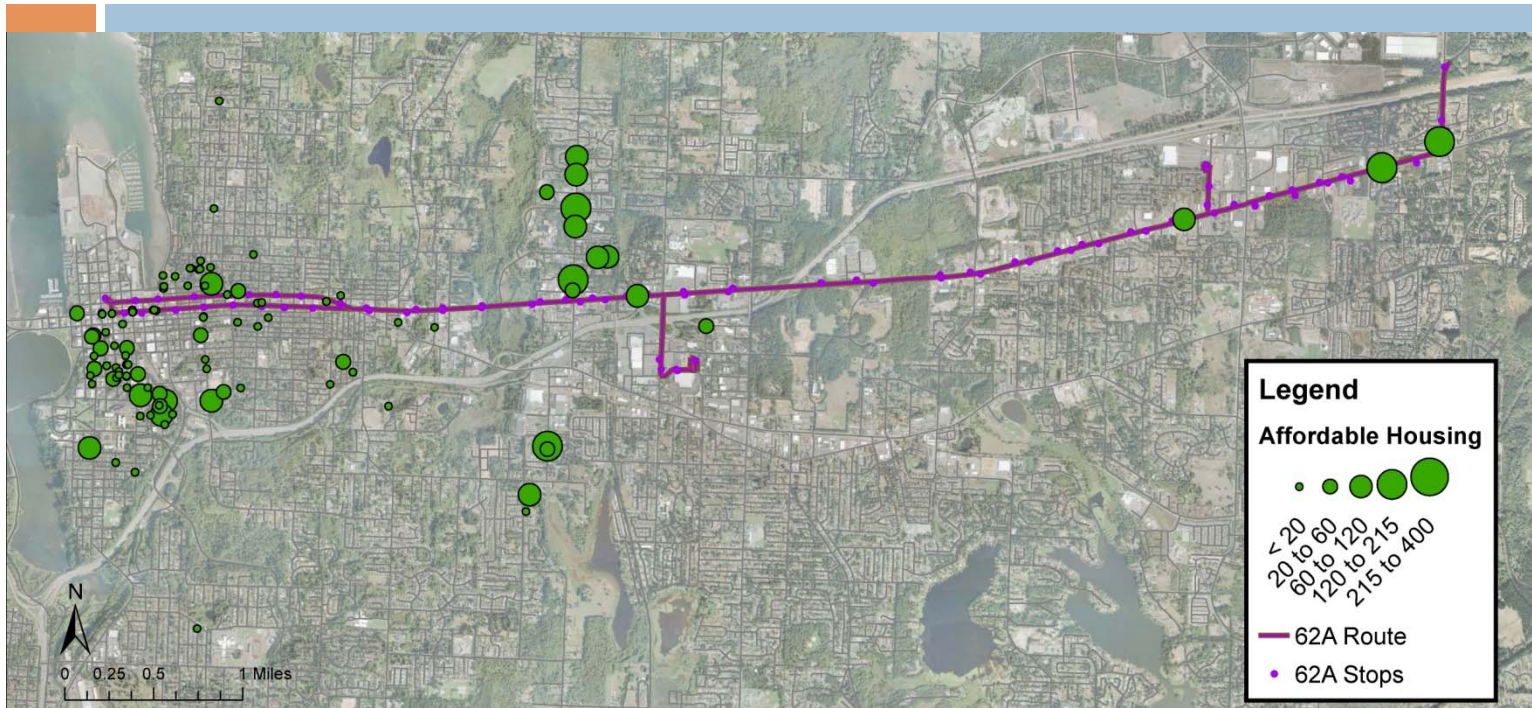 Legend
Affordable Housing
< 20
20 to 60
60 to 120
120 to 215
215 to 400
62A Route
62A Stops
N
0 0.25 0.5 1 Miles